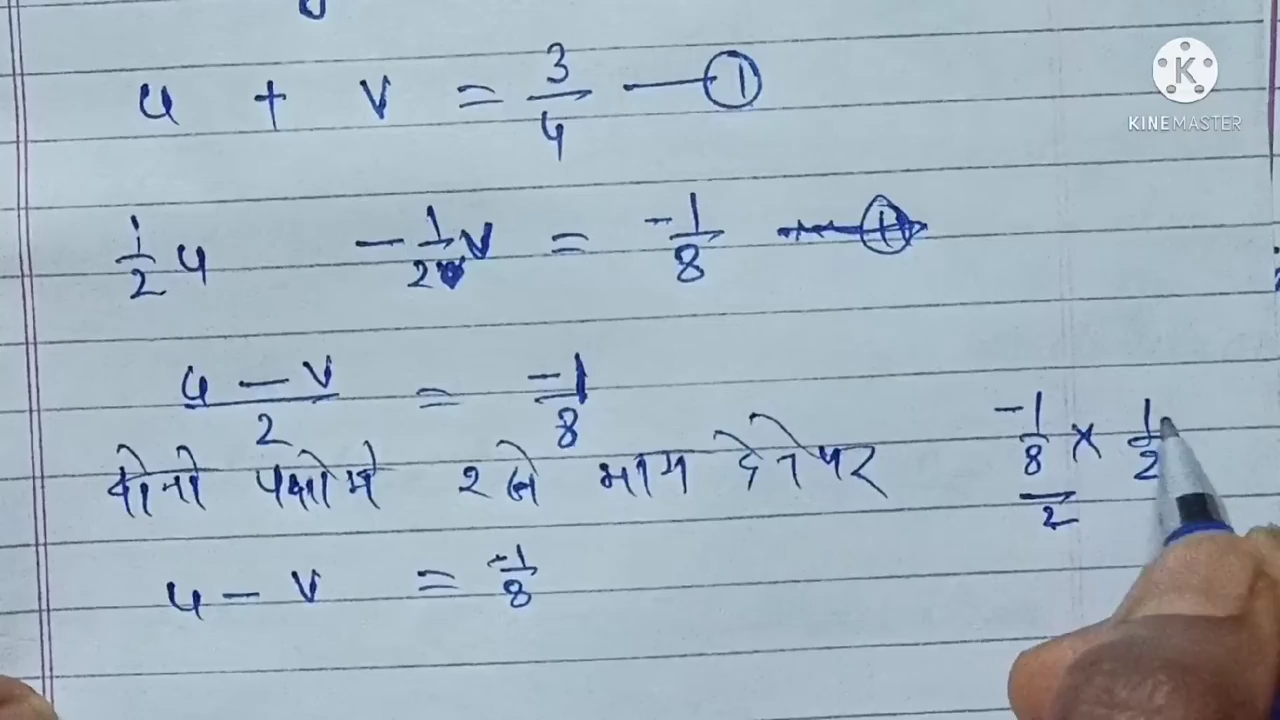 u + v = 3/4 — ①
1/2 u - 1/2 v = -1/8
u - v / 2 = -1/8
दोनो पक्षोमे 2 से भाग देने पर
-1/8 / 2 × 1/2
u - v = -1/8
KINEMASTER